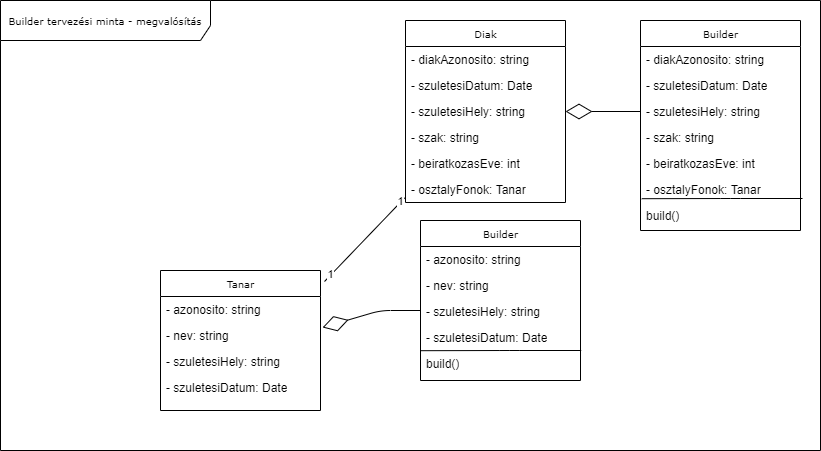 Builder tervezési minta - megvalósítás
Diak
- diakAzonosito: string
- szuletesiDatum: Date
- szuletesiHely: string
- szak: string
- beiratkozasEve: int
- osztalyFonok: Tanar
Builder
- diakAzonosito: string
- szuletesiDatum: Date
- szuletesiHely: string
- szak: string
- beiratkozasEve: int
- osztalyFonok: Tanar
build()
1
1
Builder
- azonosito: string
- nev: string
- szuletesiHely: string
- szuletesiDatum: Date
build()
Tanar
- azonosito: string
- nev: string
- szuletesiHely: string
- szuletesiDatum: Date